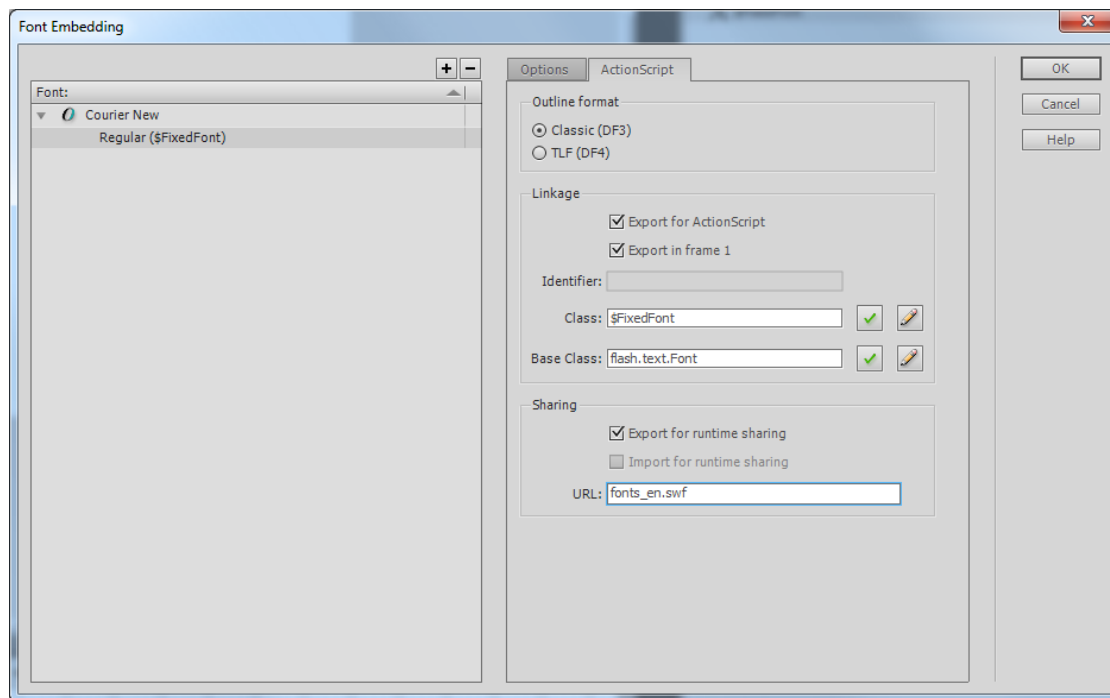 Font Embedding
+ −
Font:
Courier New
Regular ($FixedFont)
Options ActionScript
Outline format
Classic (DF3)
TLF (DF4)
Linkage
Export for ActionScript
Export in frame 1
Identifier:
Class: $FixedFont
Base Class: flash.text.Font
Sharing
Export for runtime sharing
Import for runtime sharing
URL: fonts_en.swf
OK
Cancel
Help